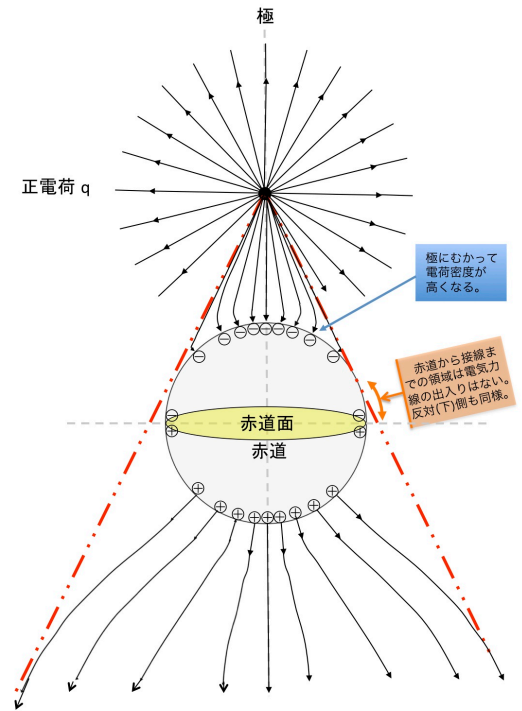 極
正電荷 q
極にむかって
電荷密度が
高くなる。
赤道から接線ま
での領域は電気力
線の出入りはない。
反対(下)側も同様。
赤道面
赤道